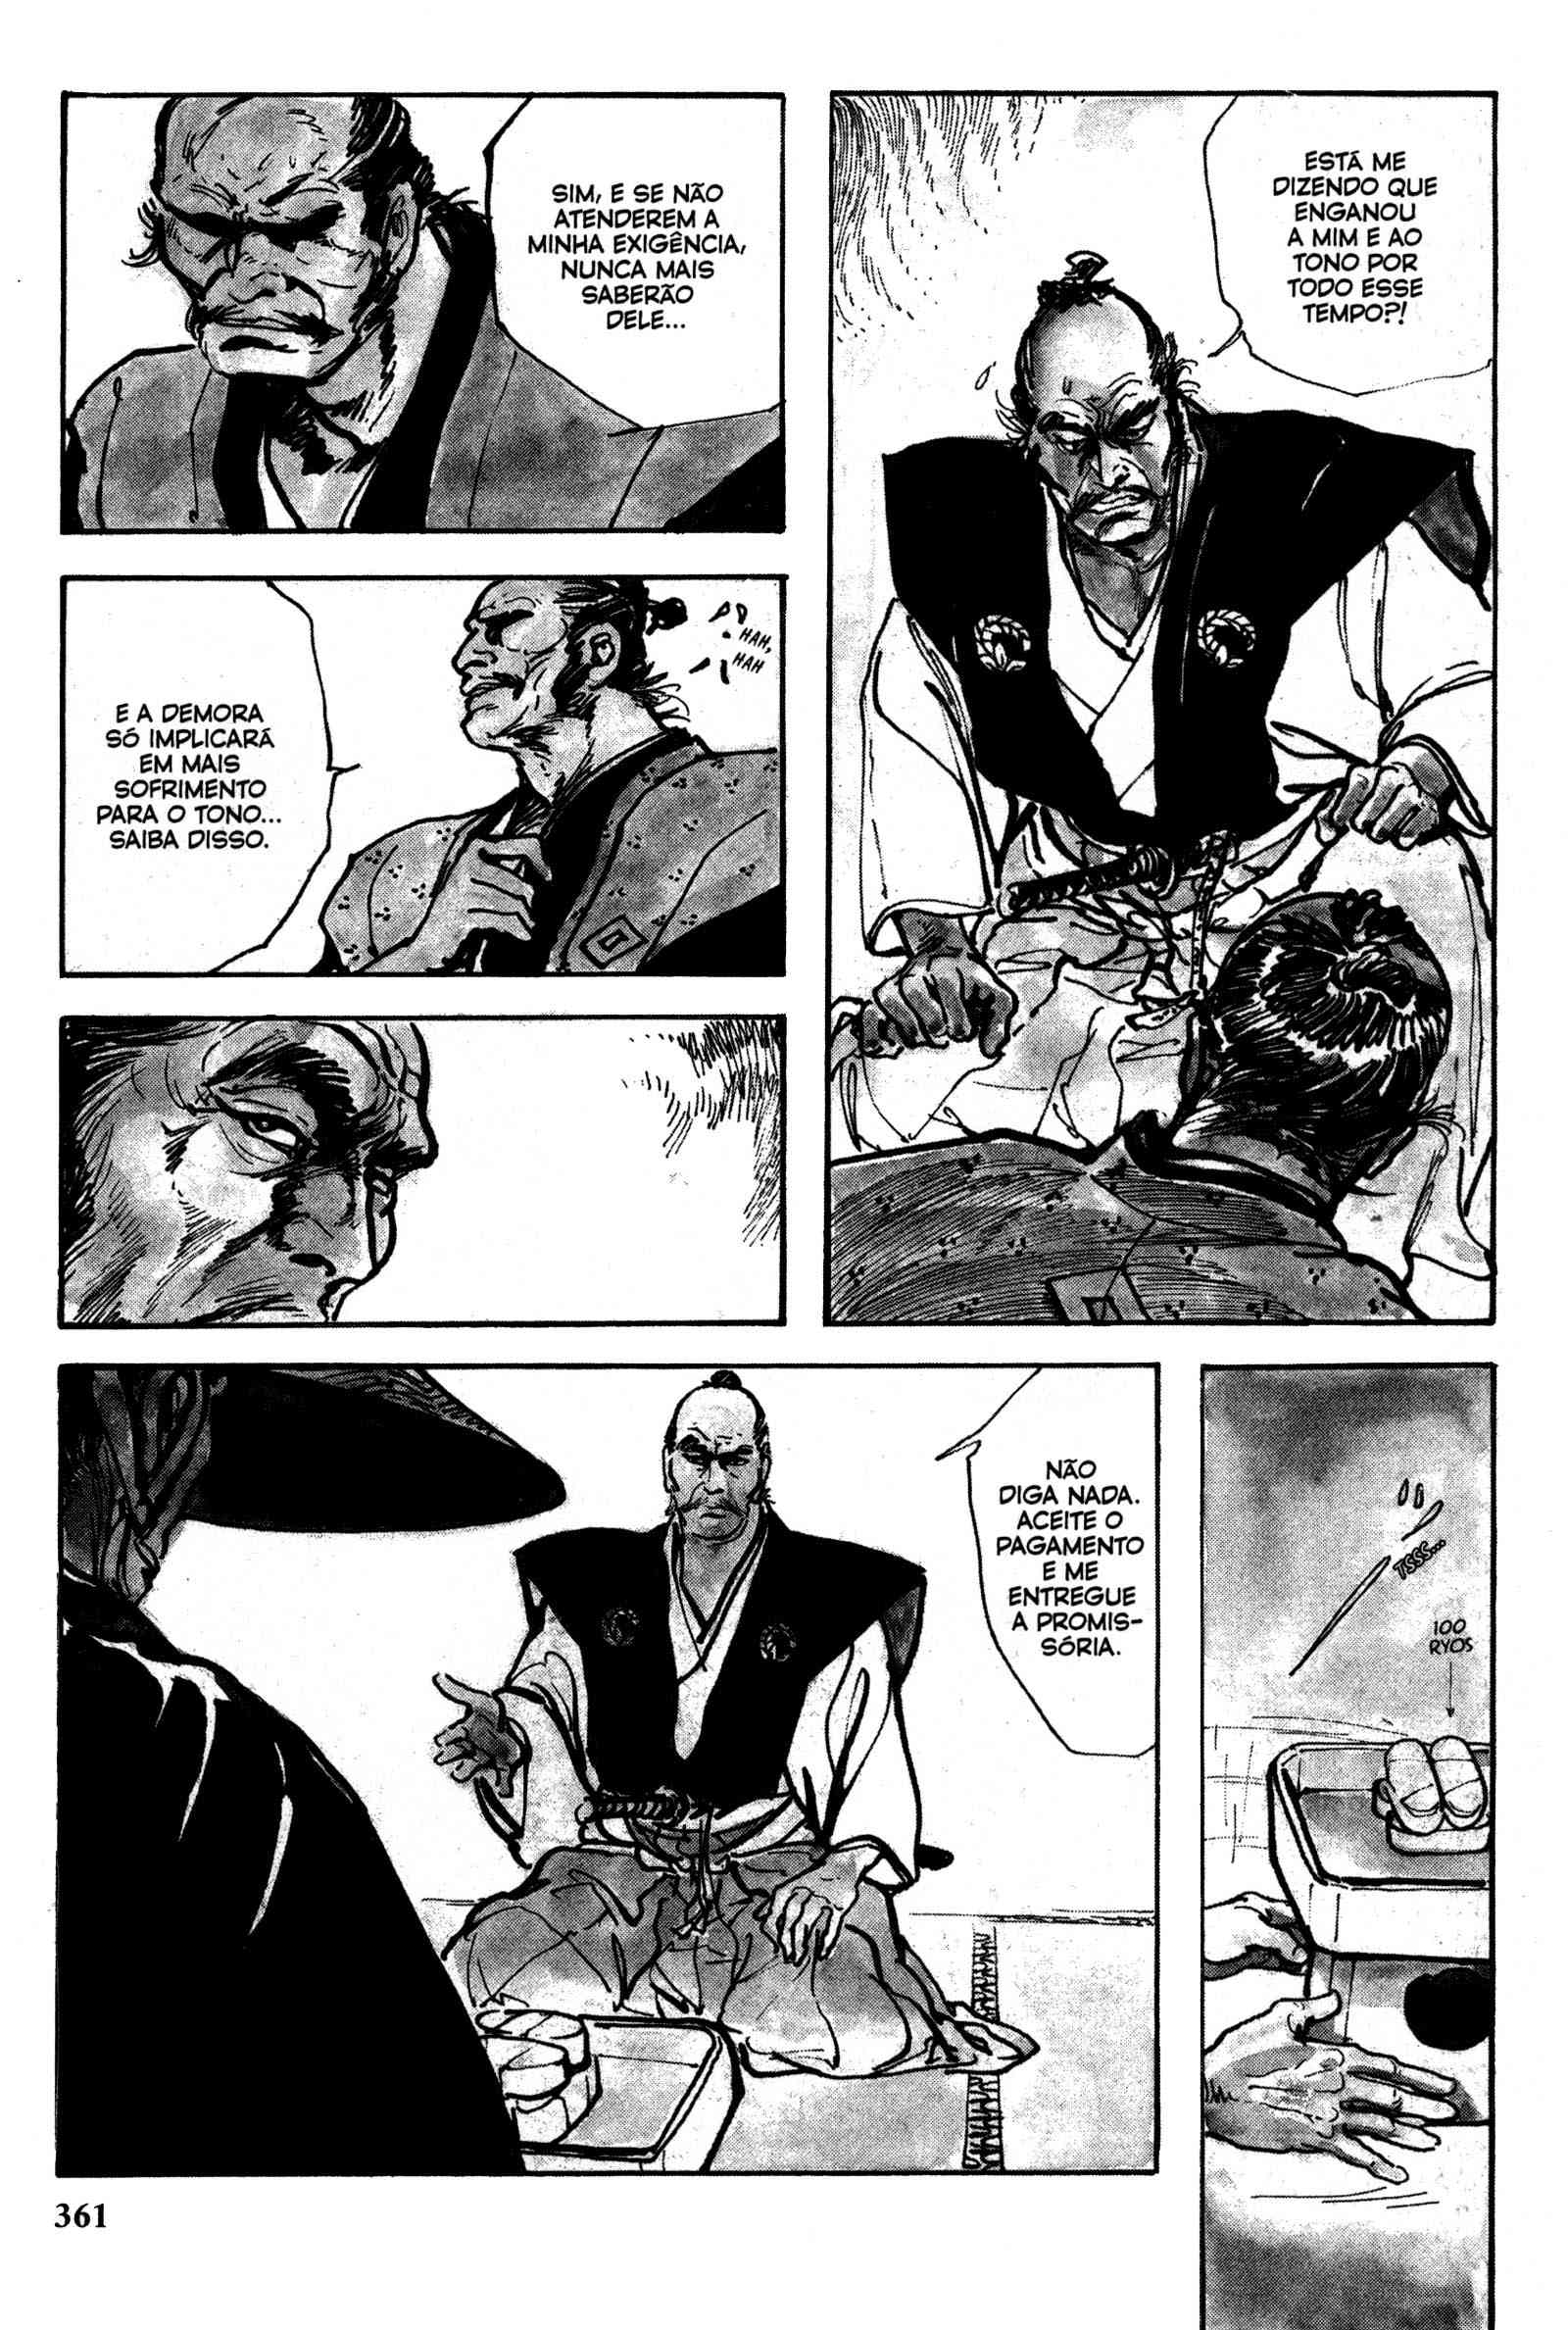 ESTÁ ME
DIZENDO QUE
ENGANOU
A MIM E AO
TONO POR
TODO ESSE
TEMPO?!
SIM, E SE NÃO
ATENDEREM A
MINHA EXIGÊNCIA,
NUNCA MAIS
SABERÃO
DELE...
HAH,
HAH
E A DEMORA
SÓ IMPLICARÁ
EM MAIS
SOFRIMENTO
PARA O TONO...
SAIBA DISSO.
TSSS...
100
RYOS
NÃO
DIGA NADA.
ACEITE O
PAGAMENTO
E ME
ENTREGUE
A PROMIS-
SÓRIA.
361